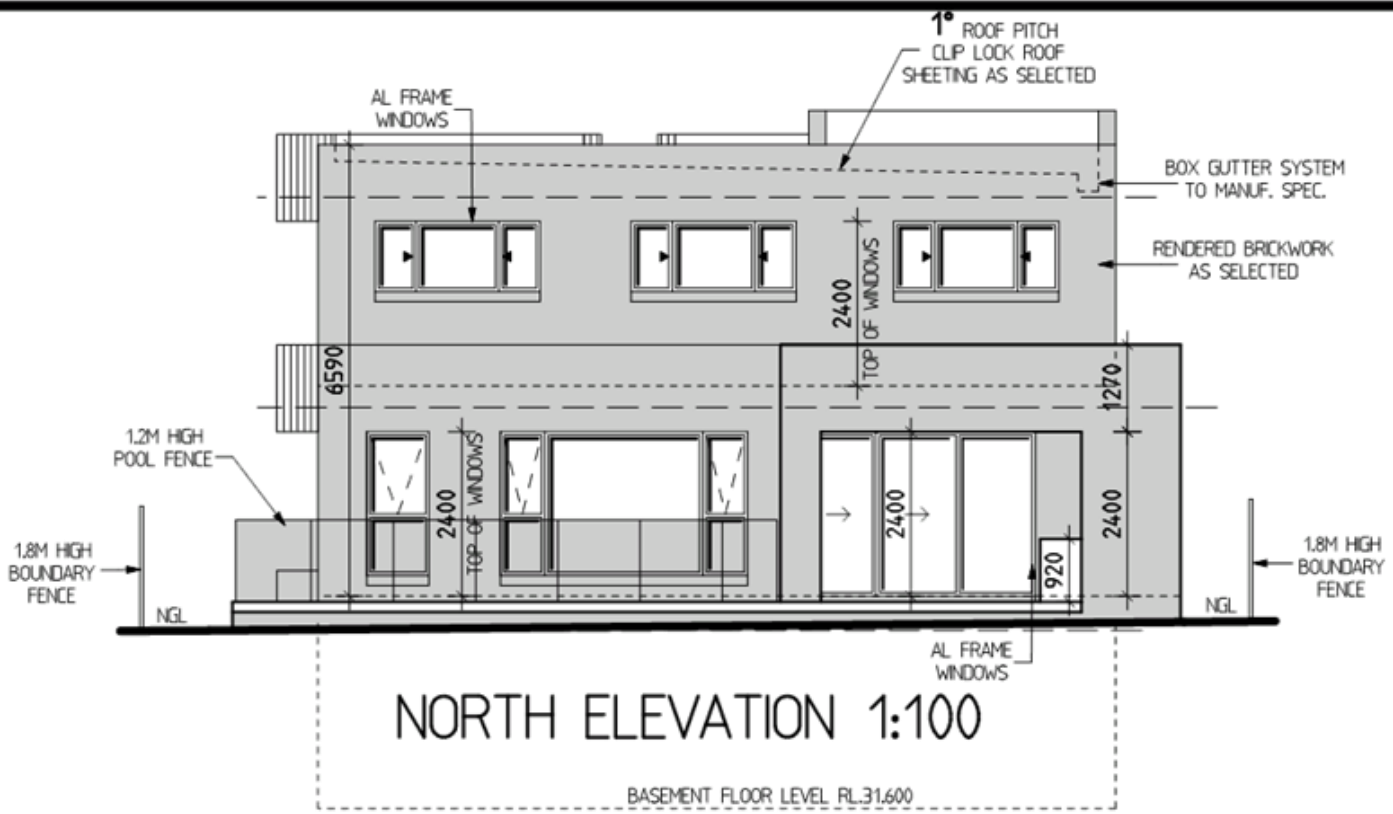 1° ROOF PITCH
CLIP LOCK ROOF
SHEETING AS SELECTED
AL FRAME
WINDOWS
BOX GUTTER SYSTEM
TO MANUF. SPEC.
RENDERED BRICKWORK
AS SELECTED
2400
TOP OF WINDOWS
6590
1270
1.2M HIGH
POOL FENCE
2400
TOP OF WINDOWS
2400
2400
920
1.8M HIGH
BOUNDARY
FENCE
1.8M HIGH
BOUNDARY
FENCE
NGL
NGL
AL FRAME
WINDOWS
NORTH ELEVATION 1:100
BASEMENT FLOOR LEVEL RL.31.600